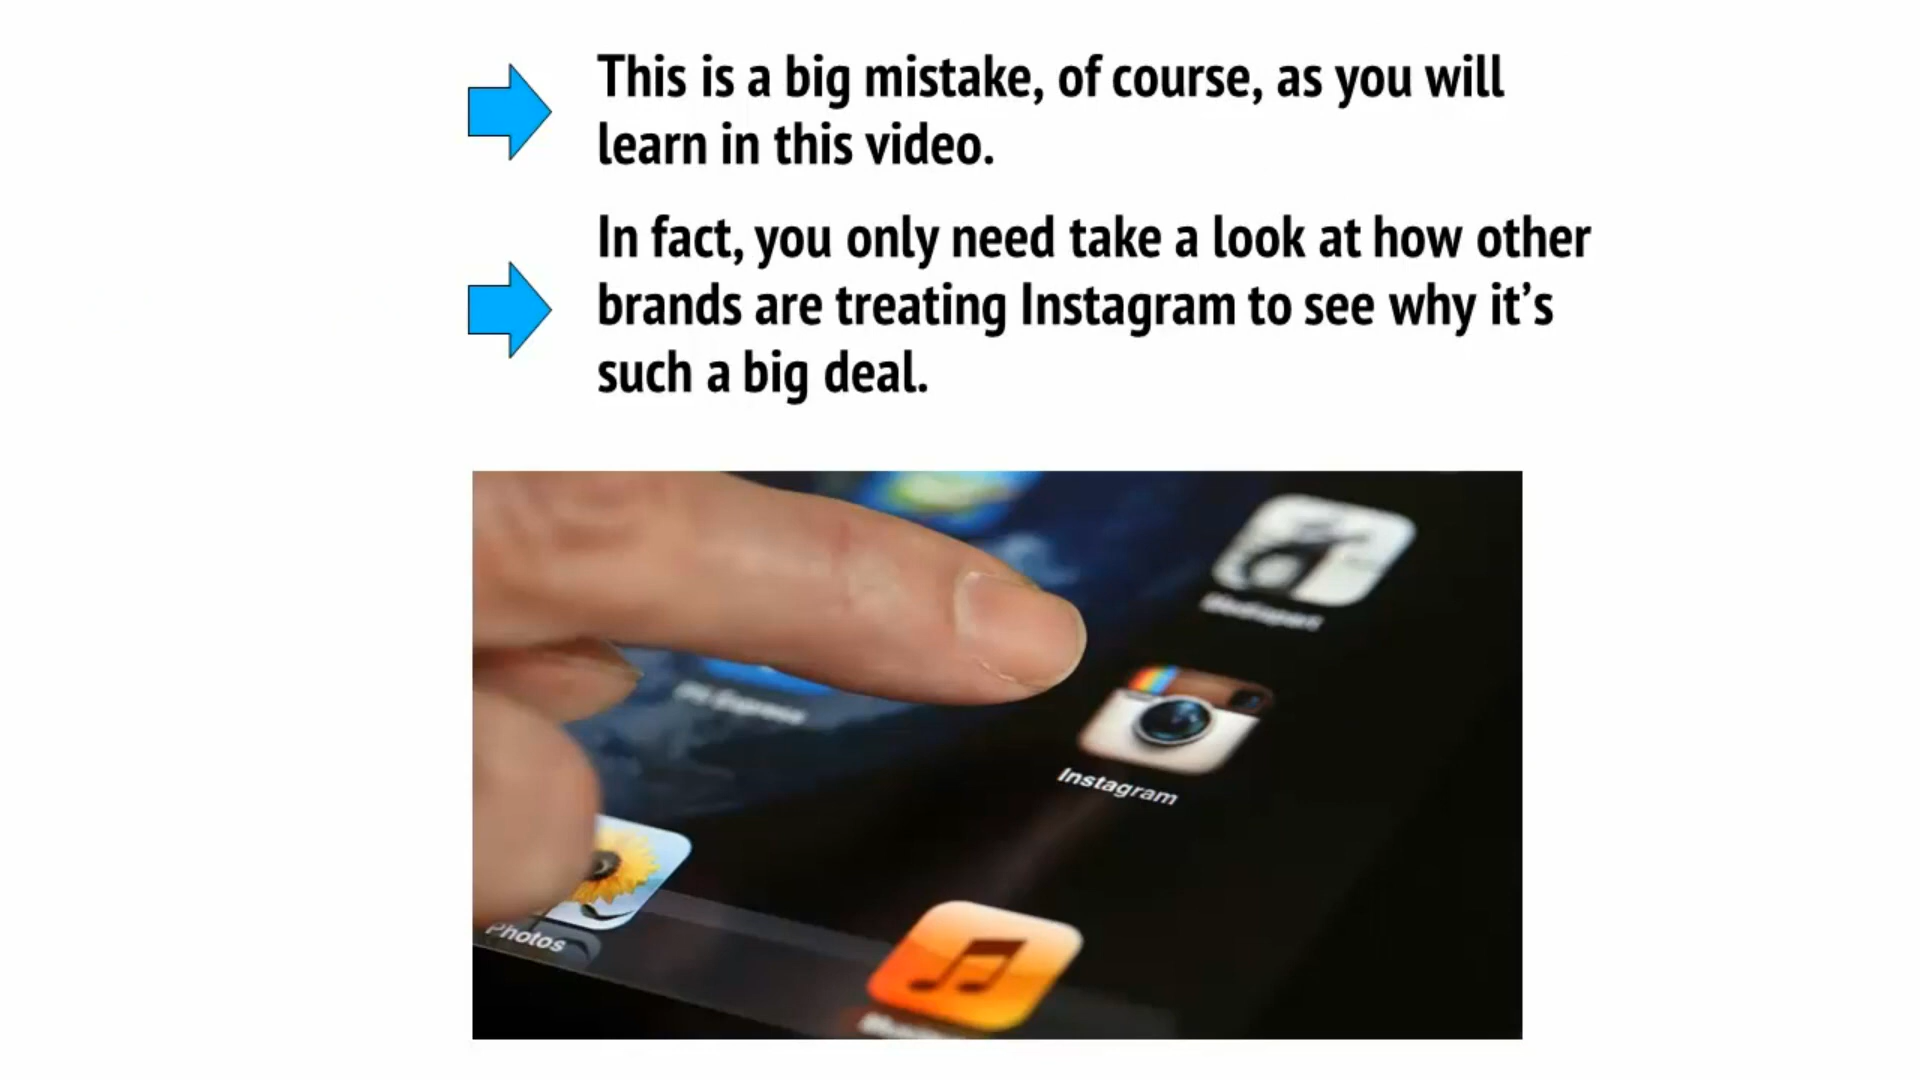 This is a big mistake, of course, as you will
learn in this video.
In fact, you only need take a look at how other
brands are treating Instagram to see why it's
such a big deal.
Instagram
Photos